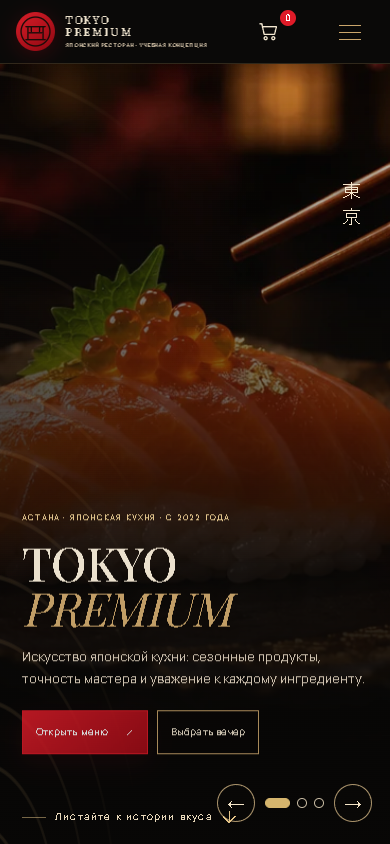 TOKYO
PREMIUM
ЯПОНСКИЙ РЕСТОРАН · УЧЕБНАЯ КОНЦЕПЦИЯ
0
東
京
АСТАНА · ЯПОНСКАЯ КУХНЯ · С 2022 ГОДА
TOKYO
PREMIUM
Искусство японской кухни: сезонные продукты,
точность мастера и уважение к каждому ингредиенту.
Открыть меню
Выбрать вечер
Листайте к истории вкуса